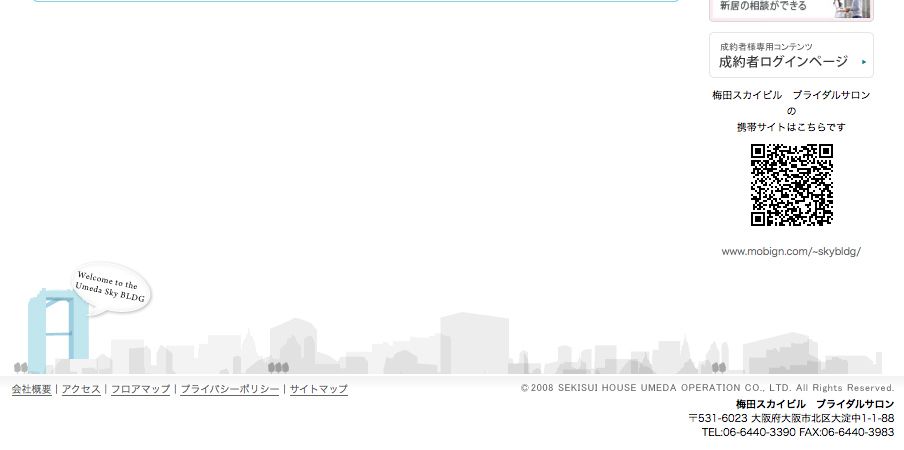 新居の相談ができる
成約者様専用コンテンツ
成約者ログインページ
梅田スカイビル　ブライダルサロン
の
携帯サイトはこちらです
www.mobign.com/~skybldg/
Welcome to the
Umeda Sky BLDG
会社概要 | アクセス | フロアマップ | プライバシーポリシー | サイトマップ
© 2008 SEKISUI HOUSE UMEDA OPERATION CO., LTD. All Rights Reserved.
梅田スカイビル　ブライダルサロン
〒531-6023 大阪府大阪市北区大淀中1-1-88
TEL:06-6440-3390 FAX:06-6440-3983